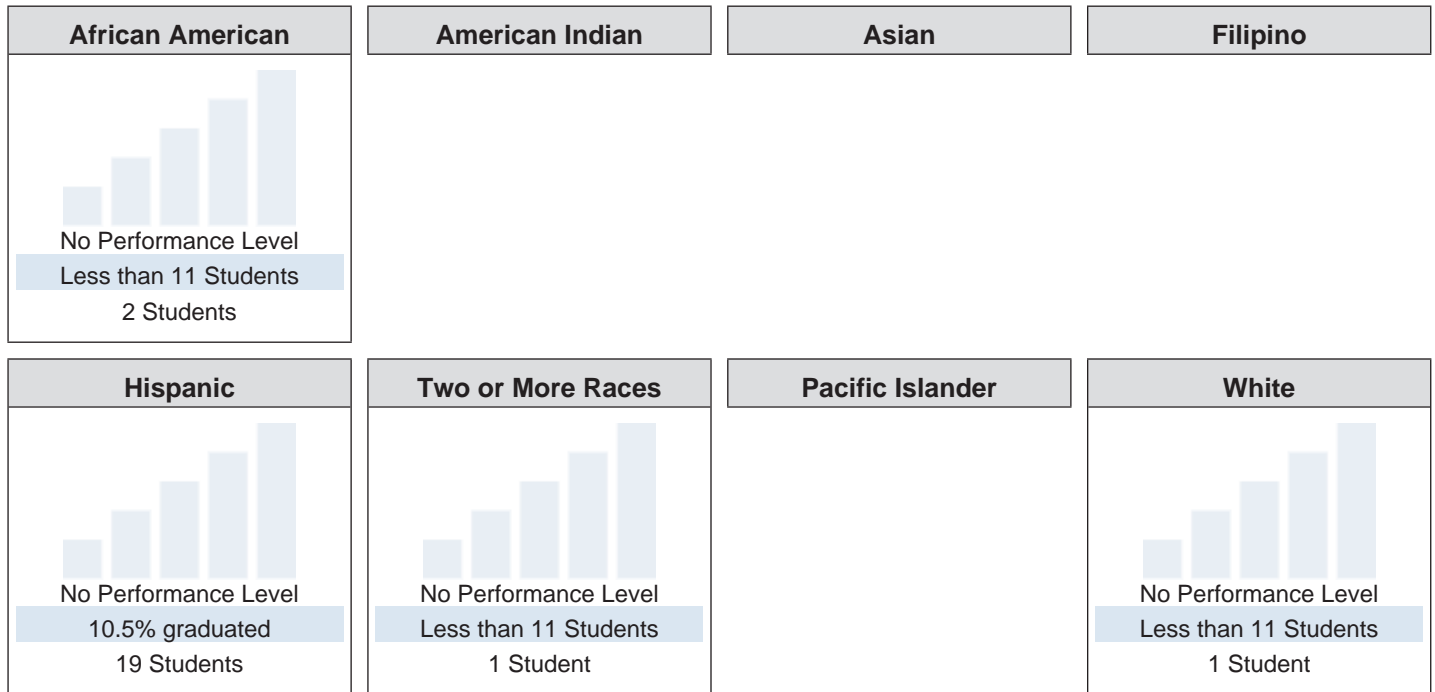 African American
American Indian
Asian
Filipino
No Performance Level
Less than 11 Students
2 Students
Hispanic
Two or More Races
Pacific Islander
White
No Performance Level
10.5% graduated
19 Students
No Performance Level
Less than 11 Students
1 Student
No Performance Level
Less than 11 Students
1 Student